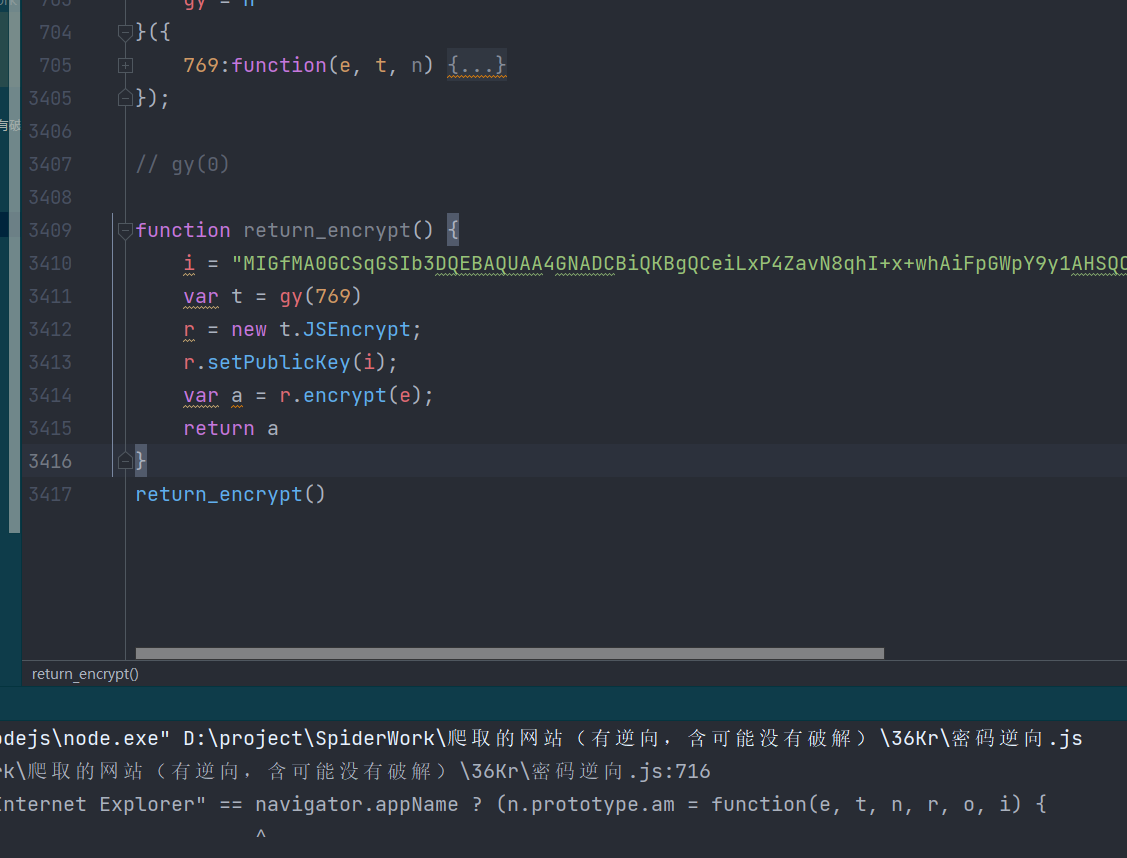 gy = n
704 }({
705 769:function(e, t, n) {...}
3405 });
3406
3407 // gy(0)
3408
3409 function return_encrypt() {
3410 i = "MIGfMA0GCSqGSIb3DQEBAQUAA4GNADCBiQKBgQCeiLxP4ZavN8qhI+x+whAiFpGWpY9y1AHSQC
3411 var t = gy(769)
3412 r = new t.JSEncrypt;
3413 r.setPublicKey(i);
3414 var a = r.encrypt(e);
3415 return a
3416 }
3417 return_encrypt()
有破
return_encrypt()
odejs\node.exe" D:\project\SpiderWork\爬取的网站（有逆向，含可能没有破解）\36Kr\密码逆向.js
rk\爬取的网站（有逆向，含可能没有破解）\36Kr\密码逆向.js:716
Internet Explorer" == navigator.appName ? (n.prototype.am = function(e, t, n, r, o, i) {
^